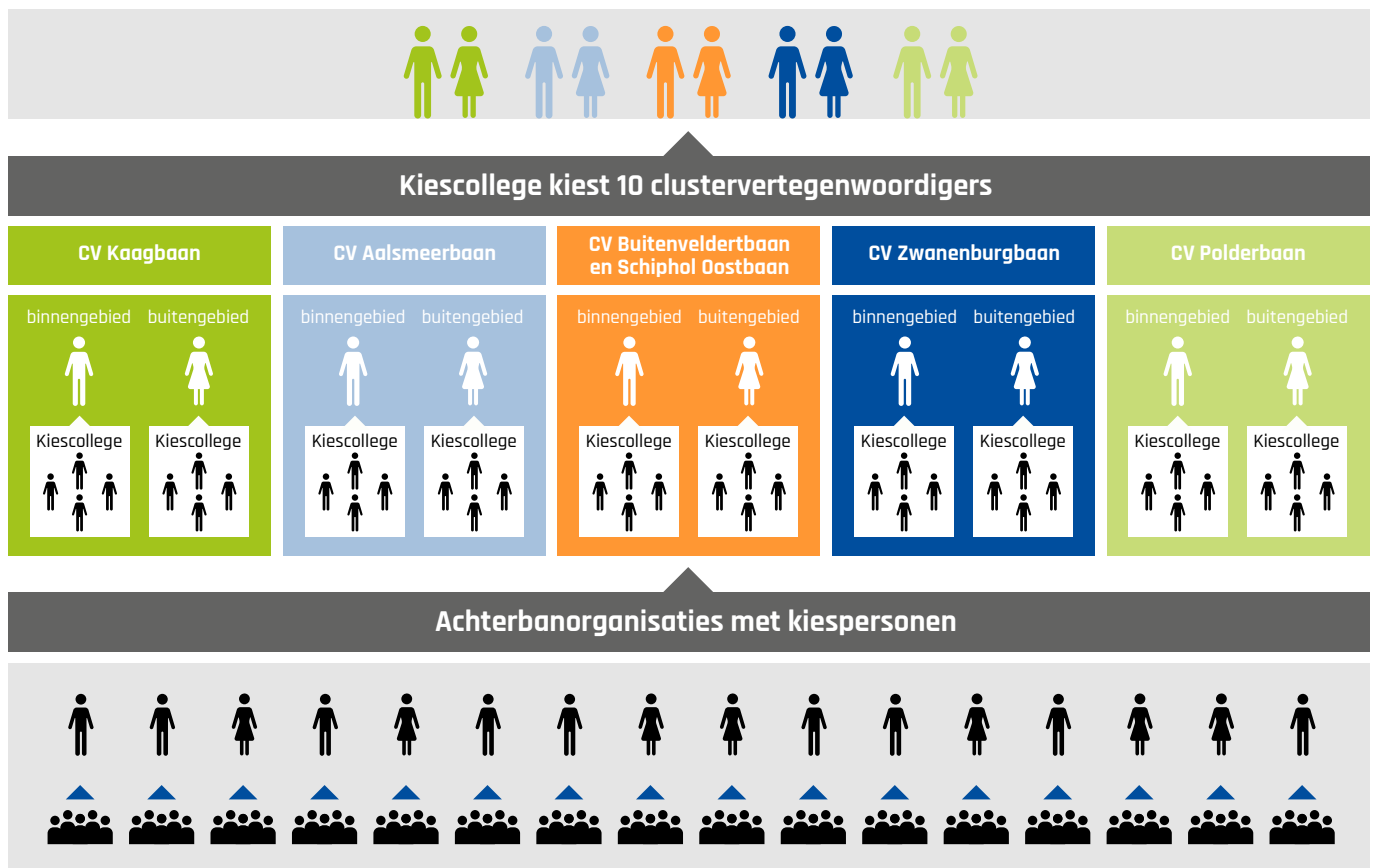 Kiescollege kiest 10 clustervertegenwoordigers
CV Kaagbaan
CV Aalsmeerbaan
CV Buitenveldertbaan
en Schiphol Oostbaan
CV Zwanenburgbaan
CV Polderbaan
binnengebied buitengebied
binnengebied buitengebied
binnengebied buitengebied
binnengebied buitengebied
binnengebied buitengebied
Kiescollege Kiescollege
Kiescollege Kiescollege
Kiescollege Kiescollege
Kiescollege Kiescollege
Kiescollege Kiescollege
Achterbanorganisaties met kiespersonen